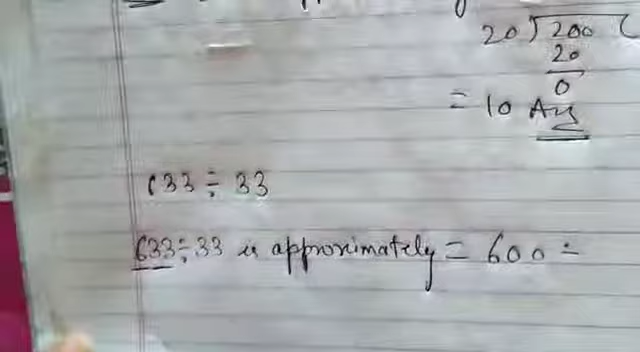 20) 200 (
20
0
= 10 Ans
633 ÷ 33
633 ÷ 33 is approximately = 600 ÷